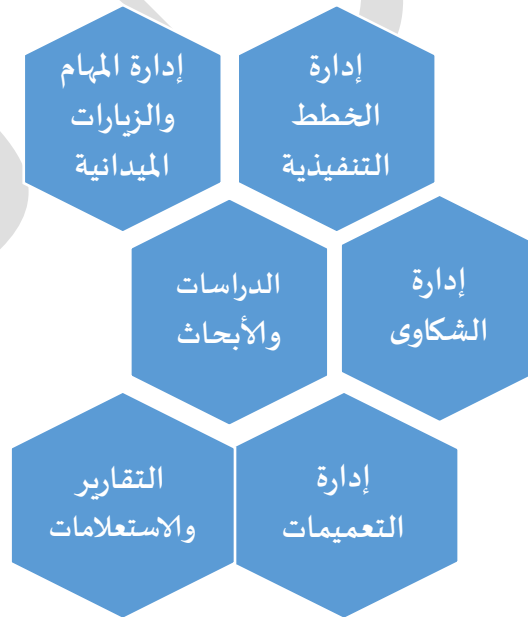 إدارة
الخطط
التنفيذية
إدارة المهام
والزيارات
الميدانية
إدارة
الشكاوى
الدراسات
والأبحاث
إدارة
التعميمات
التقارير
والاستعلامات